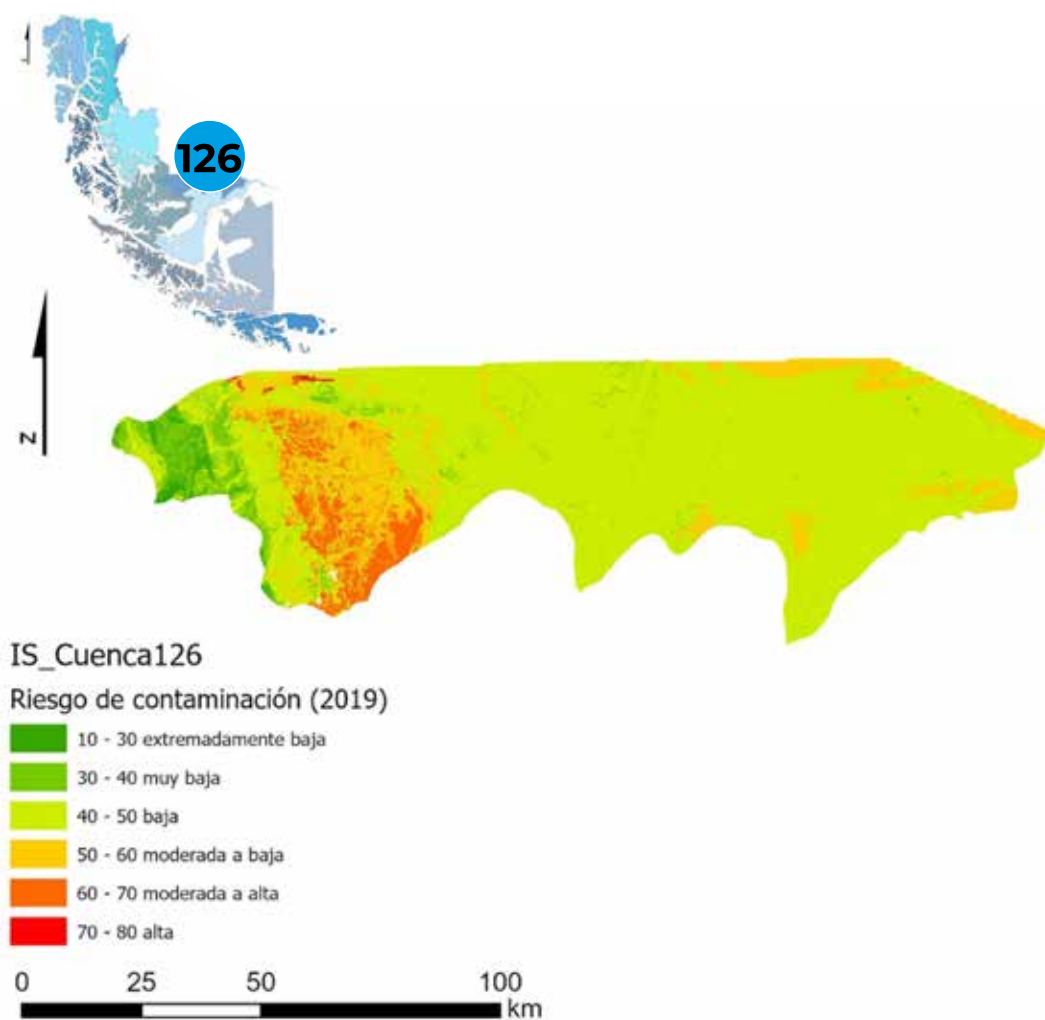 126
N
IS_Cuenca126
Riesgo de contaminación (2019)
10 - 30 extremadamente baja
30 - 40 muy baja
40 - 50 baja
50 - 60 moderada a baja
60 - 70 moderada a alta
70 - 80 alta
0 25 50 100
km